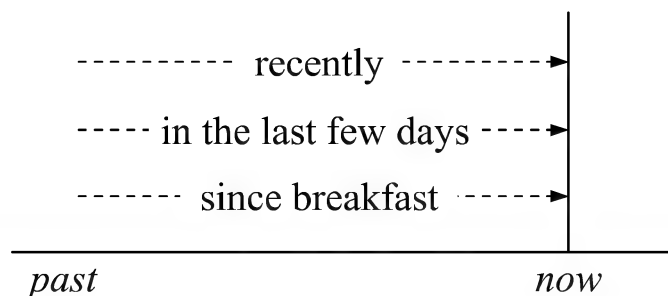 recently
in the last few days
since breakfast
past now